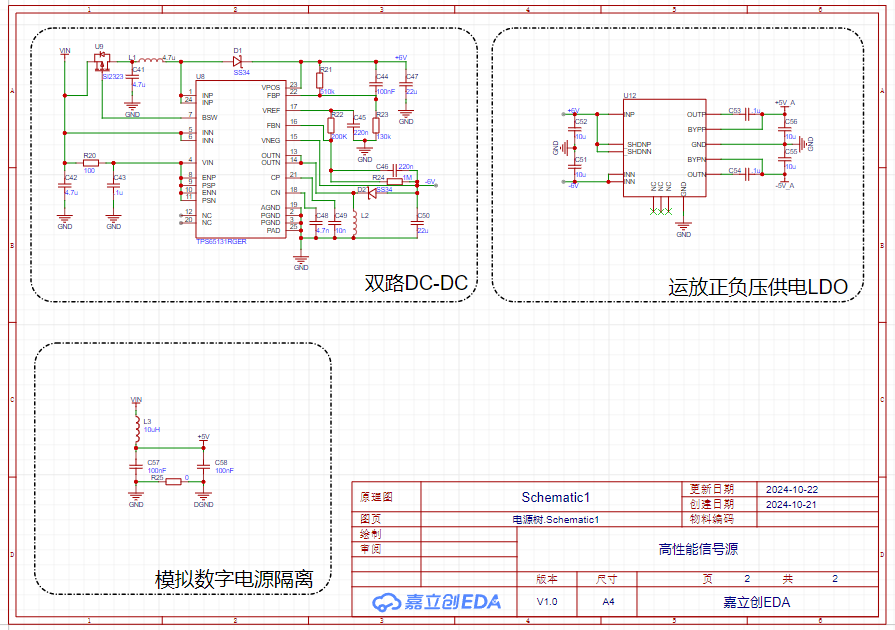 1 2 3 4 5 6
A
B
C
D
VIN
U9
SI2323
L1
4.7u
C41
4.7u
GND
D1
SS34
R21
C44
100nF
C47
22u
+6V
GND
U8
1 INP
24 INP
7 BSW
5 INN
6 INN
4 VIN
8 ENP
9 PSP
10 ENN
11 PSN
12 NC
20 NC
VPOS 23
FBP 22
VREF 17
FBN 16
VNEG 15
OUTN 13
OUTN 14
CP 21
CN 18
AGND 19
PGND 2
PGND 3
PAD 25
TPS65131RGER
R20
100
C42
4.7u
C43
.1u
GND
GND
R22
200K
C45
220n
R23
130k
GND
C46 220n
R24 1M
D2 SS34
-6V
C48
4.7n
C49
10n
L2
C50
22u
GND
双路DC-DC
U12
+6V
C52
10u
GND
C51
10u
-6V
INP
SHDNP
SHDNN
INN
INN
OUTP
BYPP
GND
BYPN
OUTN
NC
NC
NC
GND
GND
C53 .1u
C54 .1u
+5V_A
C56
10u
GND
C55
10u
-5V_A
运放正负压供电LDO
VIN
L3
10uH
+5V
C57
100nF
C58
100nF
R25 0
GND
DGND
模拟数字电源隔离
原理图 Schematic1 更新日期 2024-10-22
创建日期 2024-10-21
图页 电源树.Schematic1 物料编码
绘制
审阅
高性能信号源
版本 尺寸 页 2 共 2
嘉立创EDA V1.0 A4 嘉立创EDA
1 2 3 4 5 6